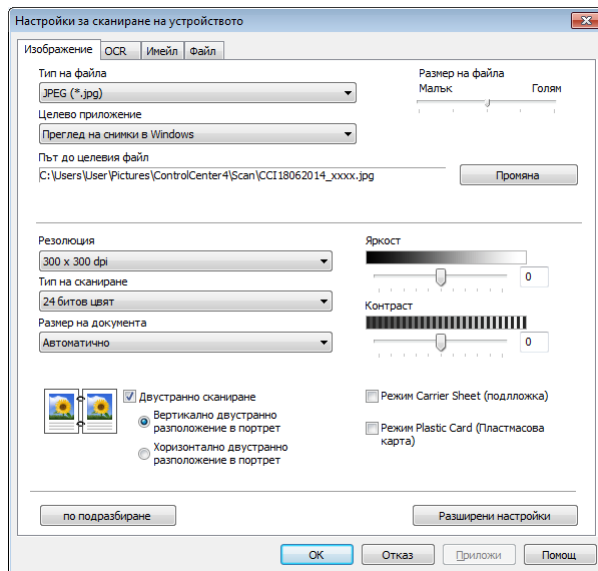 Настройки за сканиране на устройството
Изображение OCR Имейл Файл
Тип на файла
JPEG (*.jpg)
Размер на файла
Малък Голям
Целево приложение
Преглед на снимки в Windows
Път до целевия файл
C:\Users\User\Pictures\ControlCenter4\Scan\CCI18062014_xxxx.jpg
Промяна
Резолюция
300 x 300 dpi
Тип на сканиране
24 битов цвят
Размер на документа
Автоматично
Яркост
0
Контраст
0
Двустранно сканиране
Вертикално двустранно
разположение в портрет
Хоризонтално двустранно
разположение в портрет
Режим Carrier Sheet (подлложка)
Режим Plastic Card (Пластмасова
карта)
по подразбиране
Разширени настройки
OK Отказ Приложи Помощ